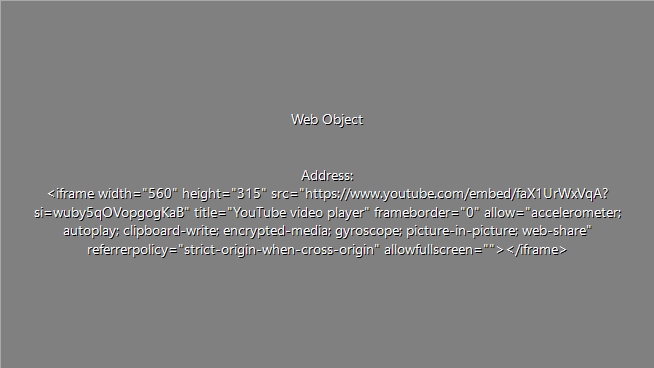 Web Object
Address:
<iframe width="560" height="315" src="https://www.youtube.com/embed/faX1UrWxVqA?
si=wuby5qOVopgogKaB" title="YouTube video player" frameborder="0" allow="accelerometer;
autoplay; clipboard-write; encrypted-media; gyroscope; picture-in-picture; web-share"
referrerpolicy="strict-origin-when-cross-origin" allowfullscreen=""></iframe>